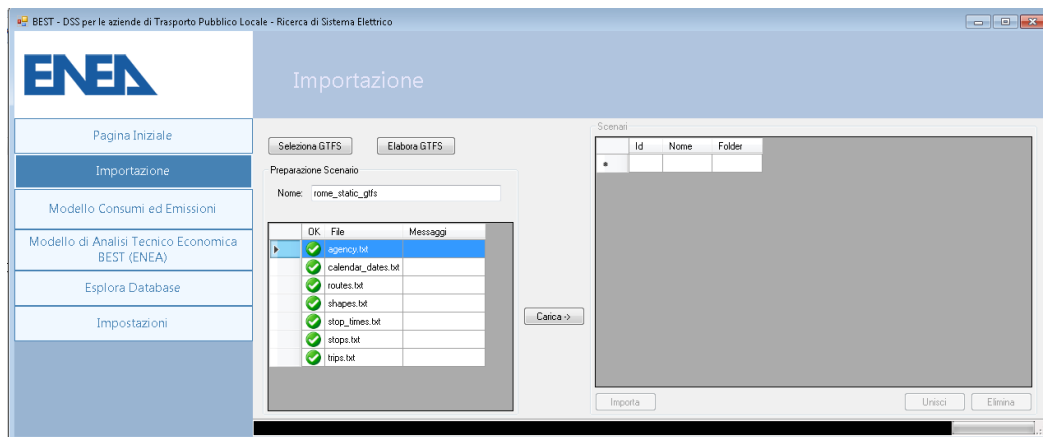 BEST - DSS per le aziende di Trasporto Pubblico Locale - Ricerca di Sistema Elettrico
ENEA
Importazione
Pagina Iniziale
Importazione
Modello Consumi ed Emissioni
Modello di Analisi Tecnico Economica
BEST (ENEA)
Esplora Database
Impostazioni
Seleziona GTFS
Elabora GTFS
Preparazione Scenario
Nome: rome_static_gtfs
OK File Messaggi
agency.txt
calendar_dates.txt
routes.txt
shapes.txt
stop_times.txt
stops.txt
trips.txt
Carica ->
Scenari
Id Nome Folder
*
Importa
Unisci
Elimina